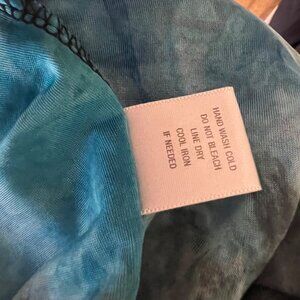 HAND WASH COLD
DO NOT BLEACH
LINE DRY
COOL IRON
IF NEEDED